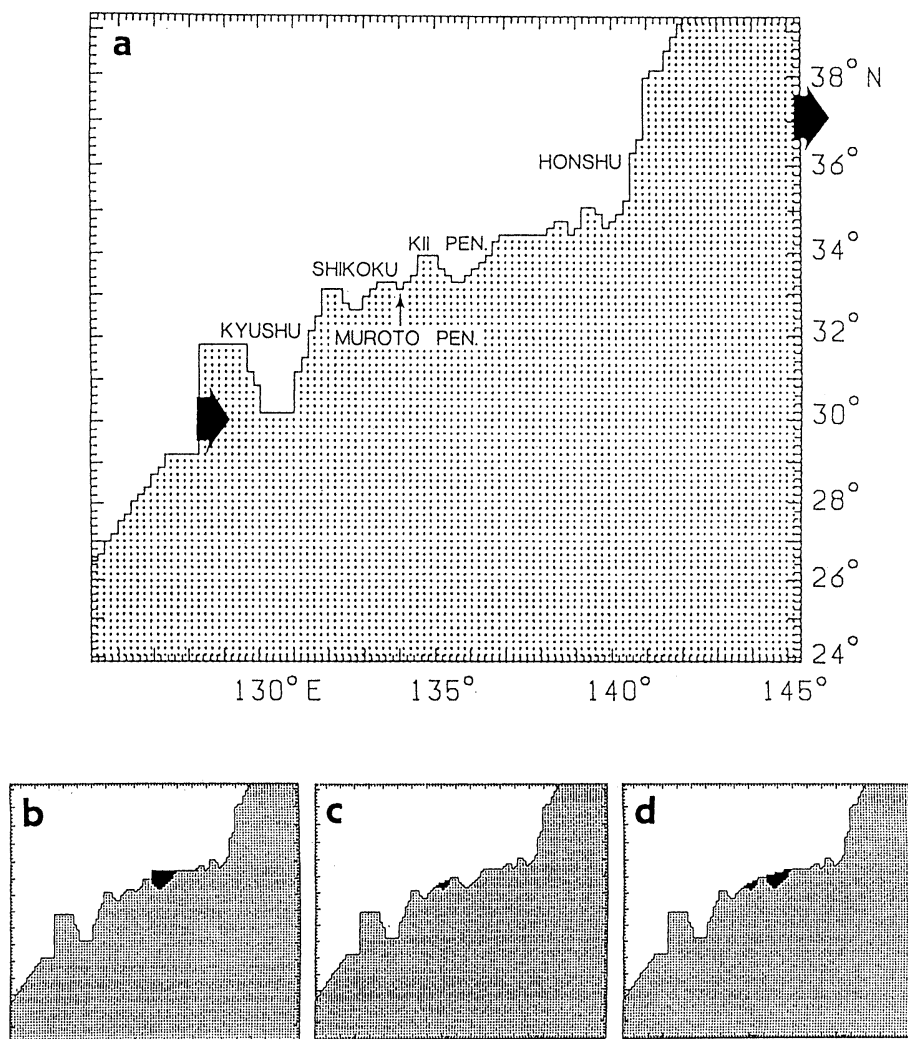 a
38° N
36°
HONSHU
34°
KII PEN.
SHIKOKU
32°
KYUSHU
MUROTO PEN.
30°
28°
26°
24°
130° E
135°
140°
145°
b
c
d